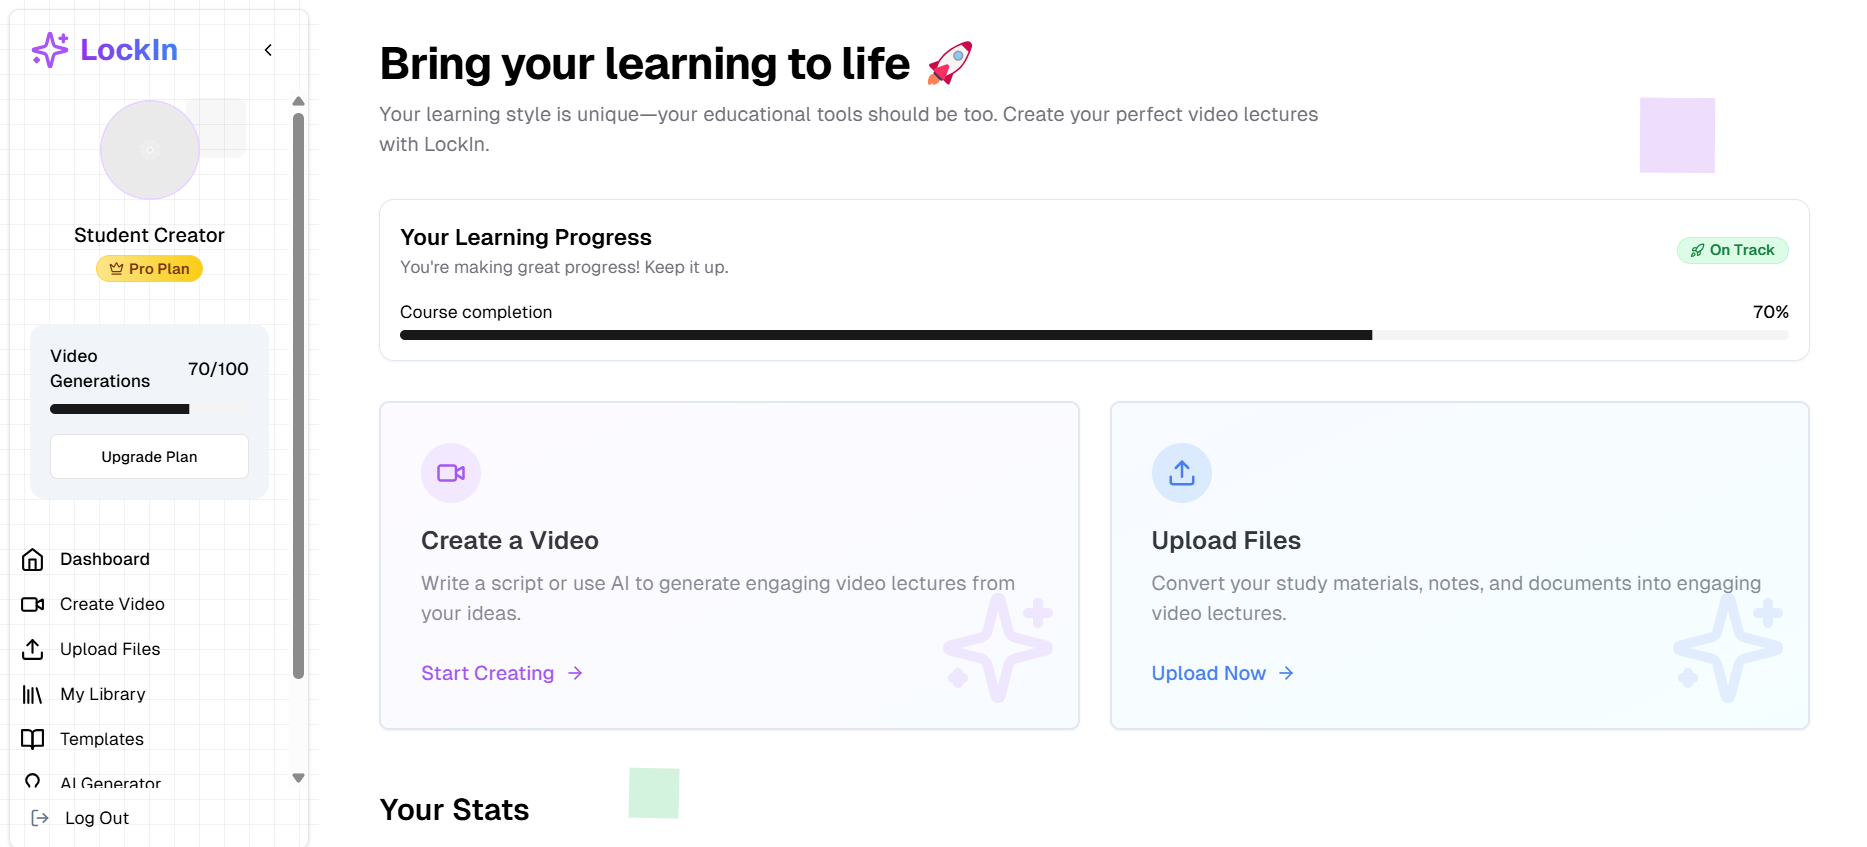 LockIn
Student Creator
Pro Plan
Video
Generations
70/100
Upgrade Plan
Dashboard
Create Video
Upload Files
My Library
Templates
AI Generator
Log Out
Bring your learning to life 🚀
Your learning style is unique—your educational tools should be too. Create your perfect video lectures
with LockIn.
Your Learning Progress
You're making great progress! Keep it up.
On Track
Course completion
70%
Create a Video
Write a script or use AI to generate engaging video lectures from
your ideas.
Start Creating →
Upload Files
Convert your study materials, notes, and documents into engaging
video lectures.
Upload Now →
Your Stats